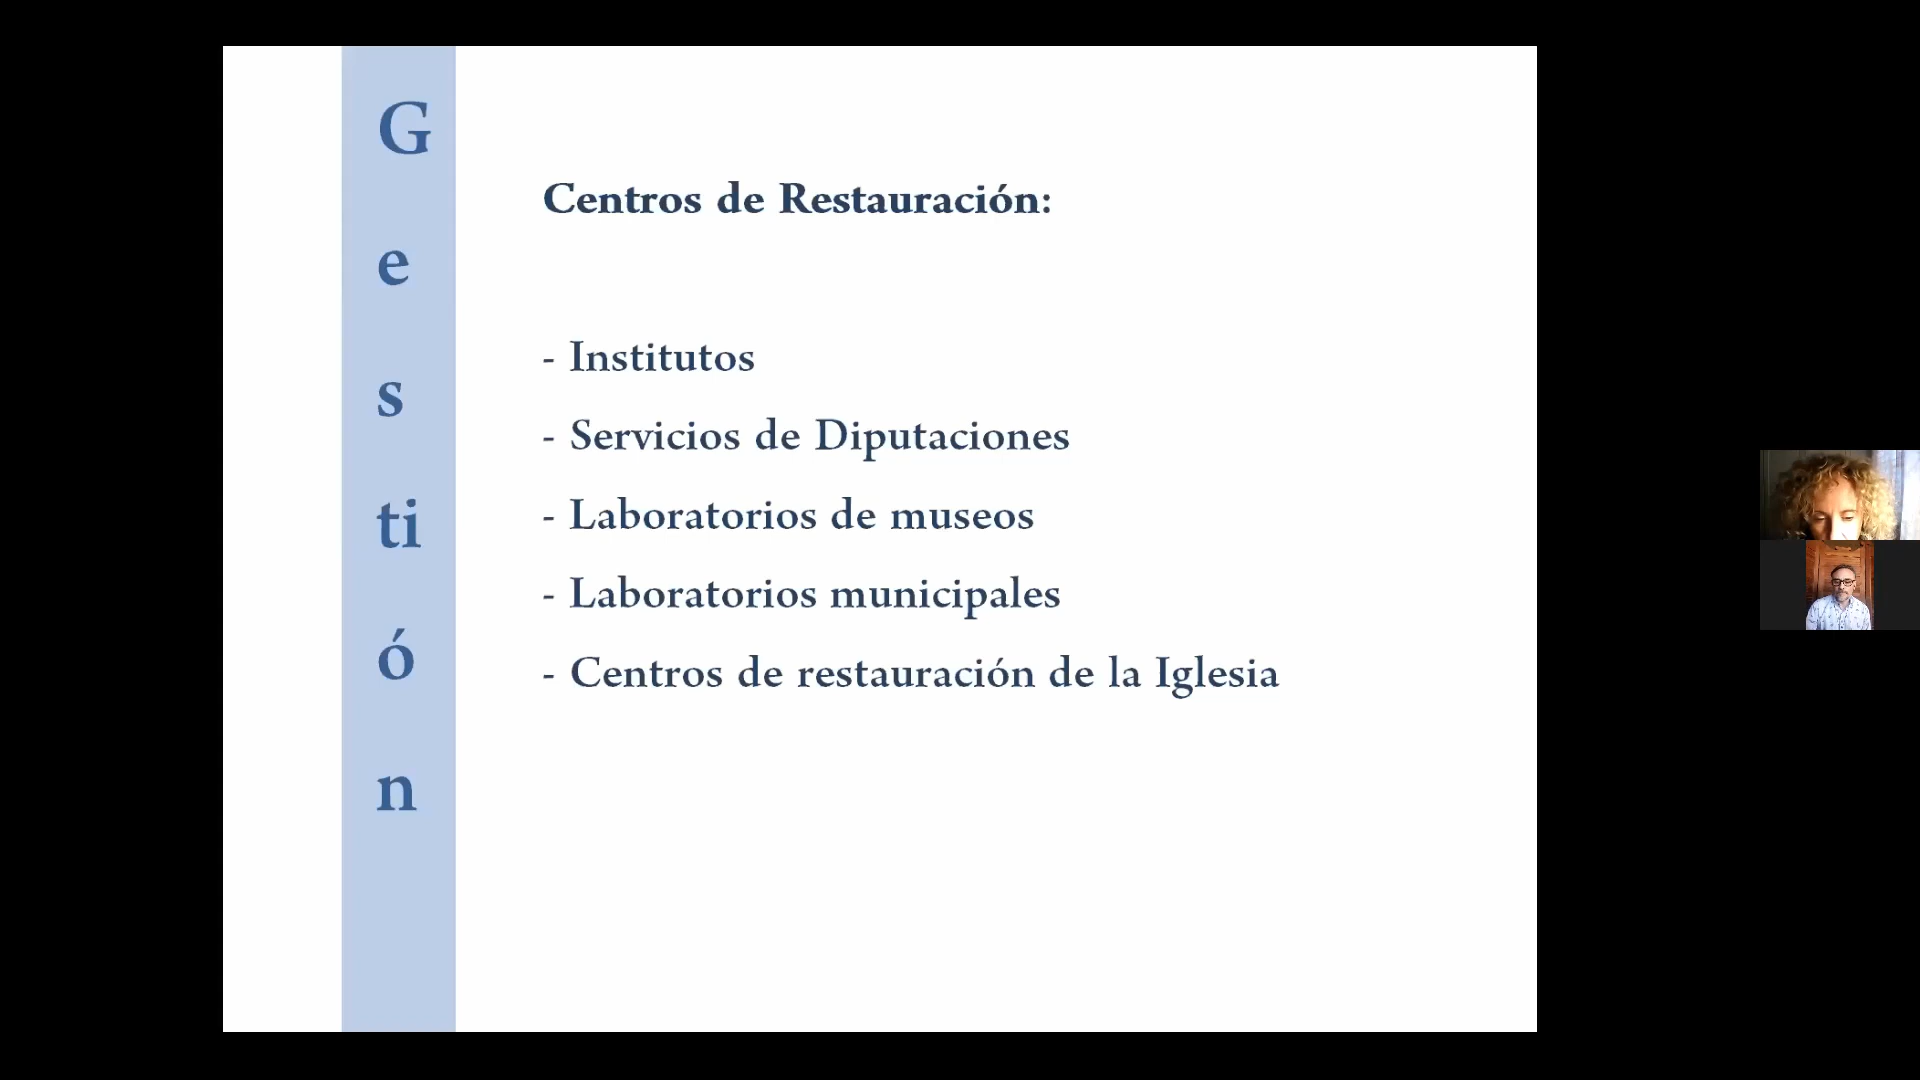 G
e
s
ti
ó
n
Centros de Restauración:
- Institutos
- Servicios de Diputaciones
- Laboratorios de museos
- Laboratorios municipales
- Centros de restauración de la Iglesia